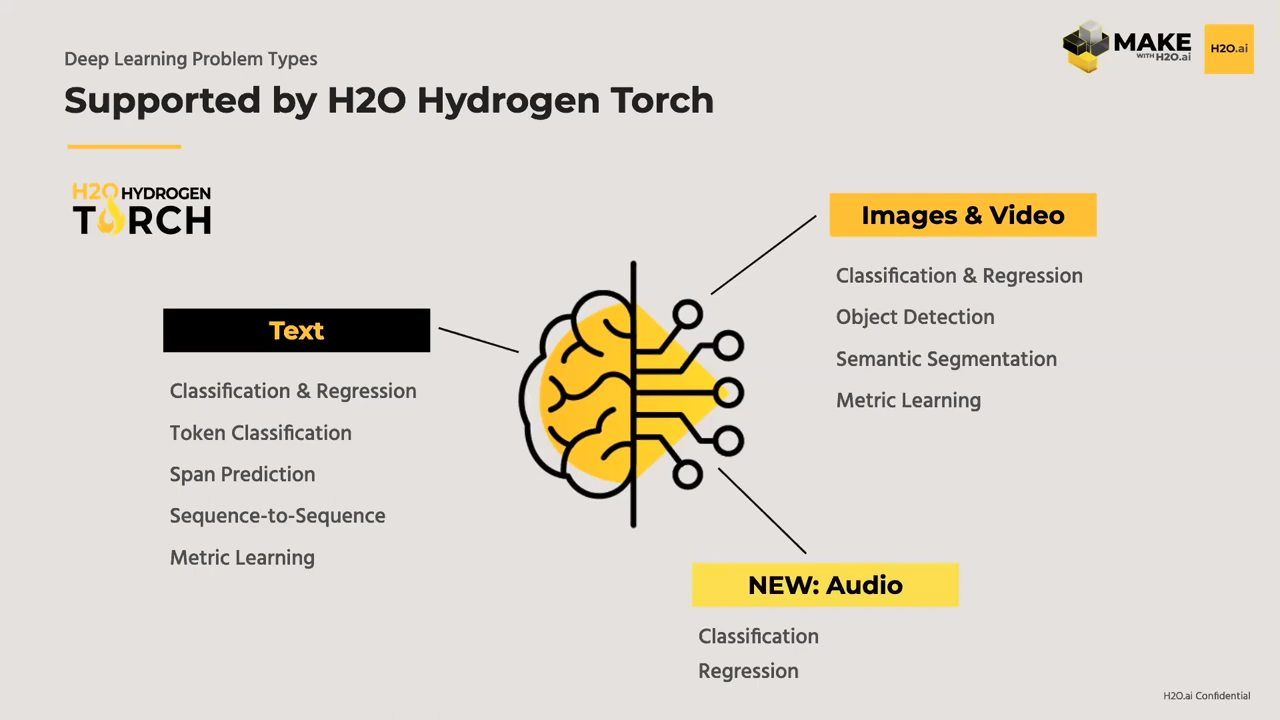 Deep Learning Problem Types
Supported by H2O Hydrogen Torch
MAKE
WITH H2O.ai
H2O.ai
H2O HYDROGEN
TORCH
Text
Classification & Regression
Token Classification
Span Prediction
Sequence-to-Sequence
Metric Learning
Images & Video
Classification & Regression
Object Detection
Semantic Segmentation
Metric Learning
NEW: Audio
Classification
Regression
H2O.ai Confidential